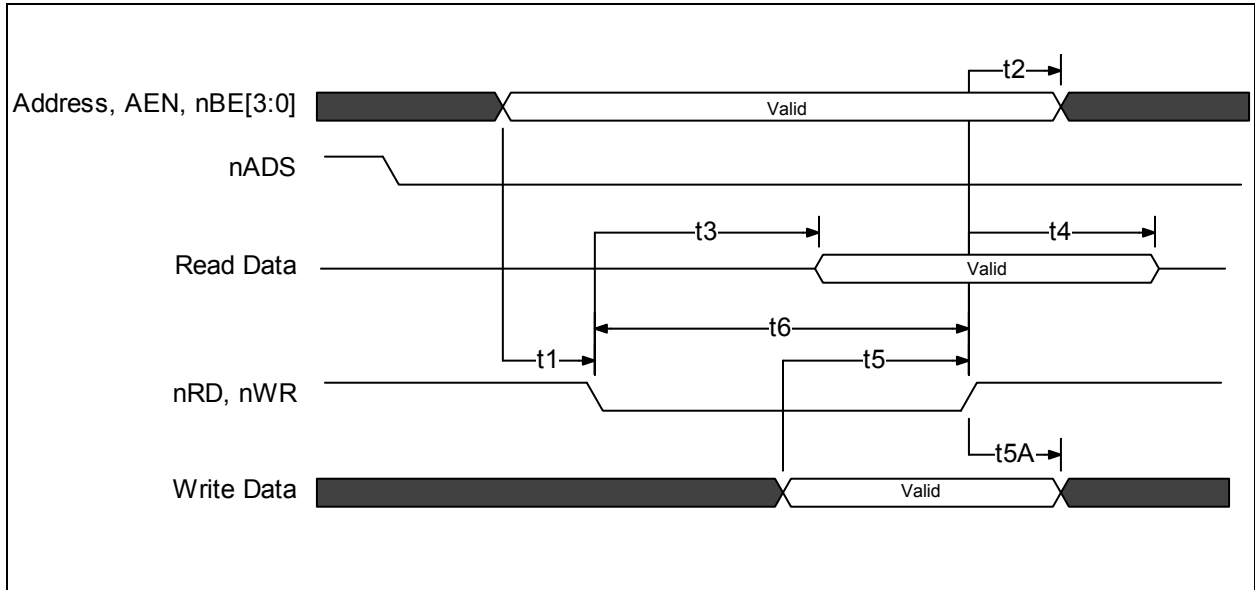 t2
Address, AEN, nBE[3:0]
Valid
nADS
t3
t4
Read Data
Valid
t6
t1
t5
nRD, nWR
t5A
Write Data
Valid